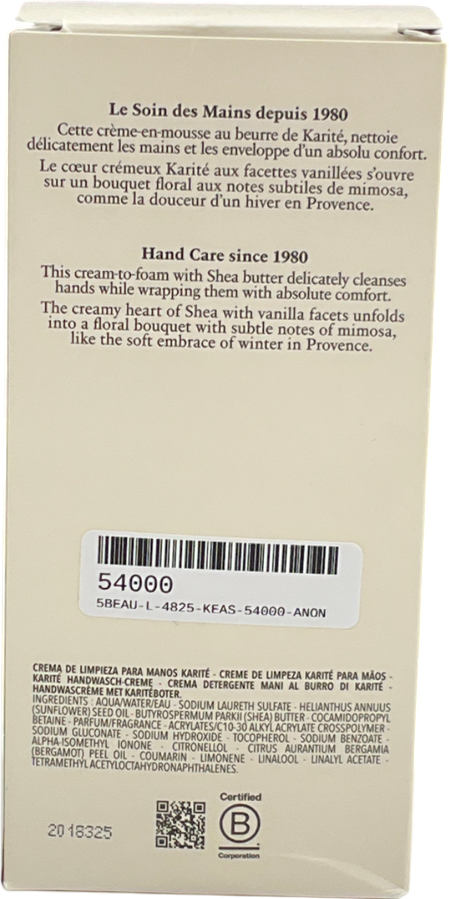 Le Soin des Mains depuis 1980
Cette crème-en-mousse au beurre de Karité, nettoie
délicatement les mains et les enveloppe d'un absolu confort.
Le cœur crémeux Karité aux facettes vanillées s'ouvre
sur un bouquet floral aux notes subtiles de mimosa,
comme la douceur d'un hiver en Provence.
Hand Care since 1980
This cream-to-foam with Shea butter delicately cleanses
hands while wrapping them with absolute comfort.
The creamy heart of Shea with vanilla facets unfolds
into a floral bouquet with subtle notes of mimosa,
like the soft embrace of winter in Provence.
54000
5BEAU-L-4825-KEAS-54000-ANON
CREMA DE LIMPIEZA PARA MANOS KARITÉ - CREME DE LIMPEZA KARITÉ PARA MÃOS -
KARITÉ HANDWASCH-CREME - CREMA DETERGENTE MANI AL BURRO DI KARITÉ -
HANDWASCRÈME MET KARITÉBOTER.
INGREDIENTS : AQUA/WATER/EAU - SODIUM LAURETH SULFATE - HELIANTHUS ANNUUS
(SUNFLOWER) SEED OIL - BUTYROSPERMUM PARKII (SHEA) BUTTER - COCAMIDOPROPYL
BETAINE - PARFUM/FRAGRANCE - ACRYLATES/C10-30 ALKYL ACRYLATE CROSSPOLYMER -
SODIUM GLUCONATE - SODIUM HYDROXIDE - TOCOPHEROL - SODIUM BENZOATE -
ALPHA-ISOMETHYL IONONE - CITRONELLOL - CITRUS AURANTIUM BERGAMIA
(BERGAMOT) PEEL OIL - COUMARIN - LIMONENE - LINALOOL - LINALYL ACETATE -
TETRAMETHYL ACETYLOCTAHYDRONAPHTHALENES.
2018325
Certified
B
Corporation